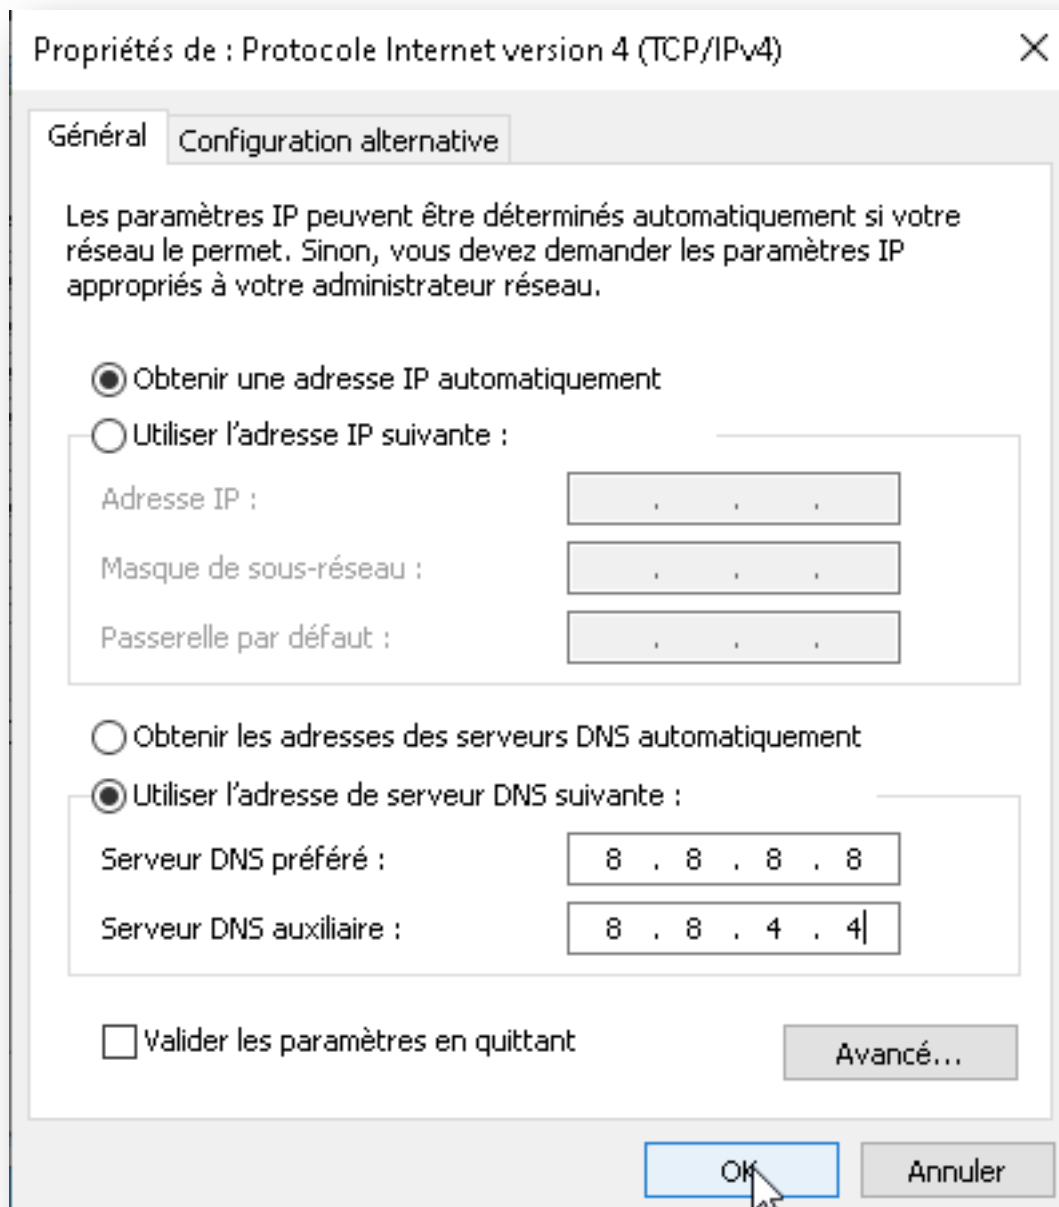 Propriétés de : Protocole Internet version 4 (TCP/IPv4)
Général
Configuration alternative
Les paramètres IP peuvent être déterminés automatiquement si votre
réseau le permet. Sinon, vous devez demander les paramètres IP
appropriés à votre administrateur réseau.
Obtenir une adresse IP automatiquement
Utiliser l'adresse IP suivante :
Adresse IP : . . .
Masque de sous-réseau : . . .
Passerelle par défaut : . . .
Obtenir les adresses des serveurs DNS automatiquement
Utiliser l'adresse de serveur DNS suivante :
Serveur DNS préféré : 8 . 8 . 8 . 8
Serveur DNS auxiliaire : 8 . 8 . 4 . 4
Valider les paramètres en quittant
Avancé...
OK
Annuler